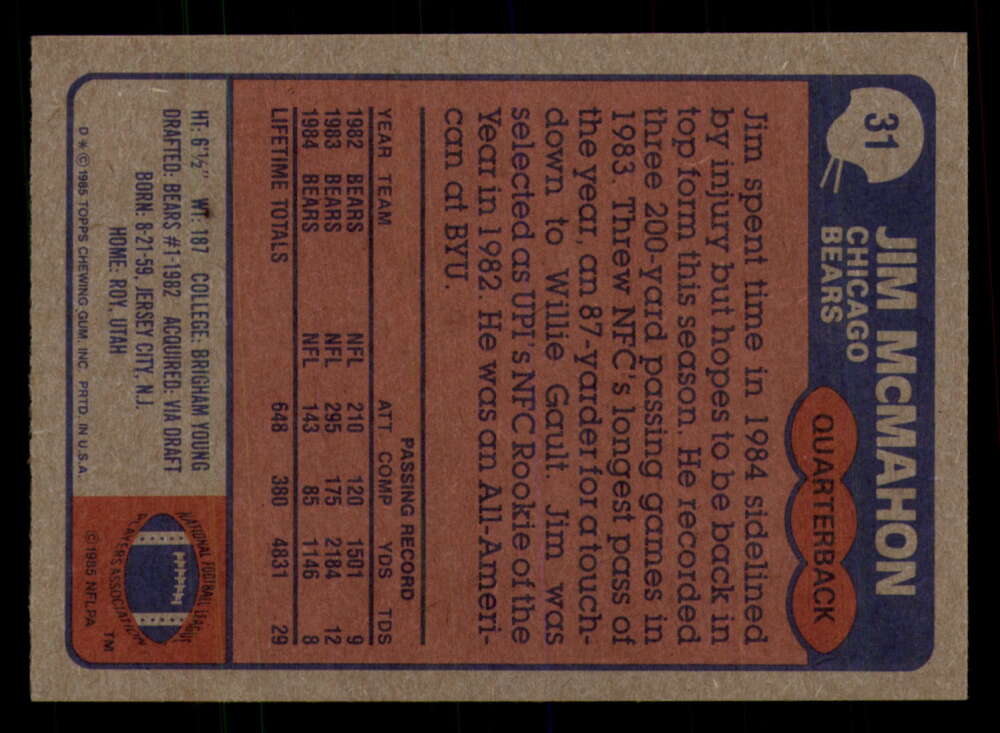 31
JIM McMAHON
CHICAGO
BEARS
QUARTERBACK
Jim spent time in 1984 sidelined
by injury but hopes to be back in
top form this season. He recorded
three 200-yard passing games in
1983. Threw NFC's longest pass of
the year, an 87-yarder for a touch-
down to Willie Gault. Jim was
selected as UPI's NFC Rookie of the
Year in 1982. He was an All-Ameri-
can at BYU.
PASSING RECORD
YEAR TEAM ATT COMP YDS TDS
1982 BEARS NFL 210 120 1501 9
1983 BEARS NFL 295 175 2184 12
1984 BEARS NFL 143 85 1146 8
LIFETIME TOTALS 648 380 4831 29
HT: 6'½" WT: 187 COLLEGE: BRIGHAM YOUNG
DRAFTED: BEARS #1-1982 ACQUIRED: VIA DRAFT
BORN: 8-21-59, JERSEY CITY, N.J.
HOME: ROY, UTAH
D* ©1985 TOPPS CHEWING GUM, INC. PRTD. IN U.S.A.
NATIONAL FOOTBALL LEAGUE
PLAYERS ASSOCIATION
TM
©1985 NFLPA